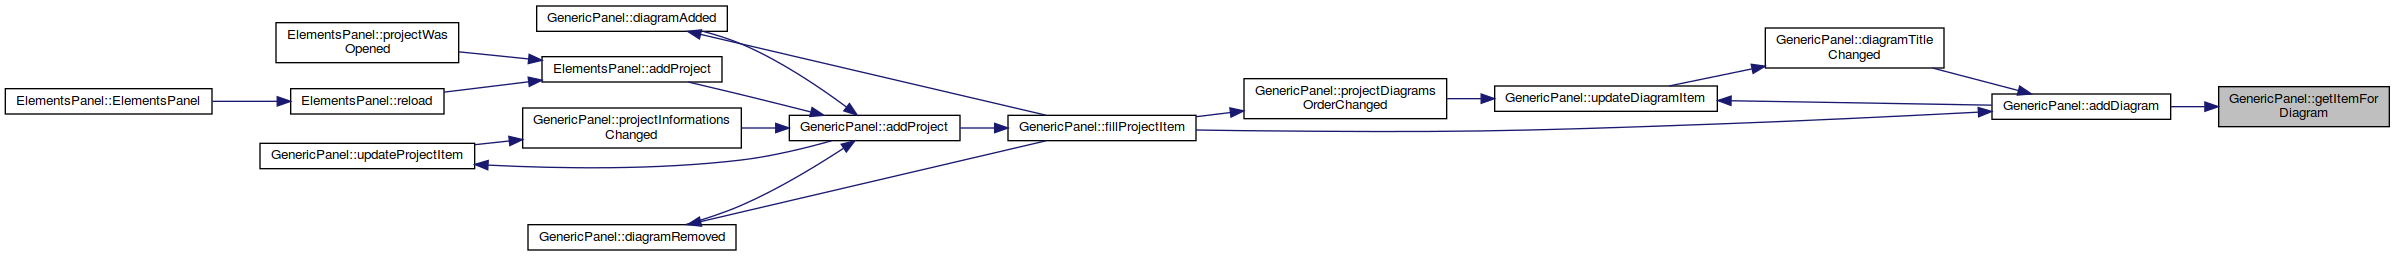 GenericPanel::diagramAdded
ElementsPanel::projectWas
Opened
ElementsPanel::addProject
ElementsPanel::ElementsPanel
ElementsPanel::reload
GenericPanel::projectInformations
Changed
GenericPanel::updateProjectItem
GenericPanel::diagramRemoved
GenericPanel::addProject
GenericPanel::fillProjectItem
GenericPanel::projectDiagrams
OrderChanged
GenericPanel::updateDiagramItem
GenericPanel::diagramTitle
Changed
GenericPanel::addDiagram
GenericPanel::getItemFor
Diagram